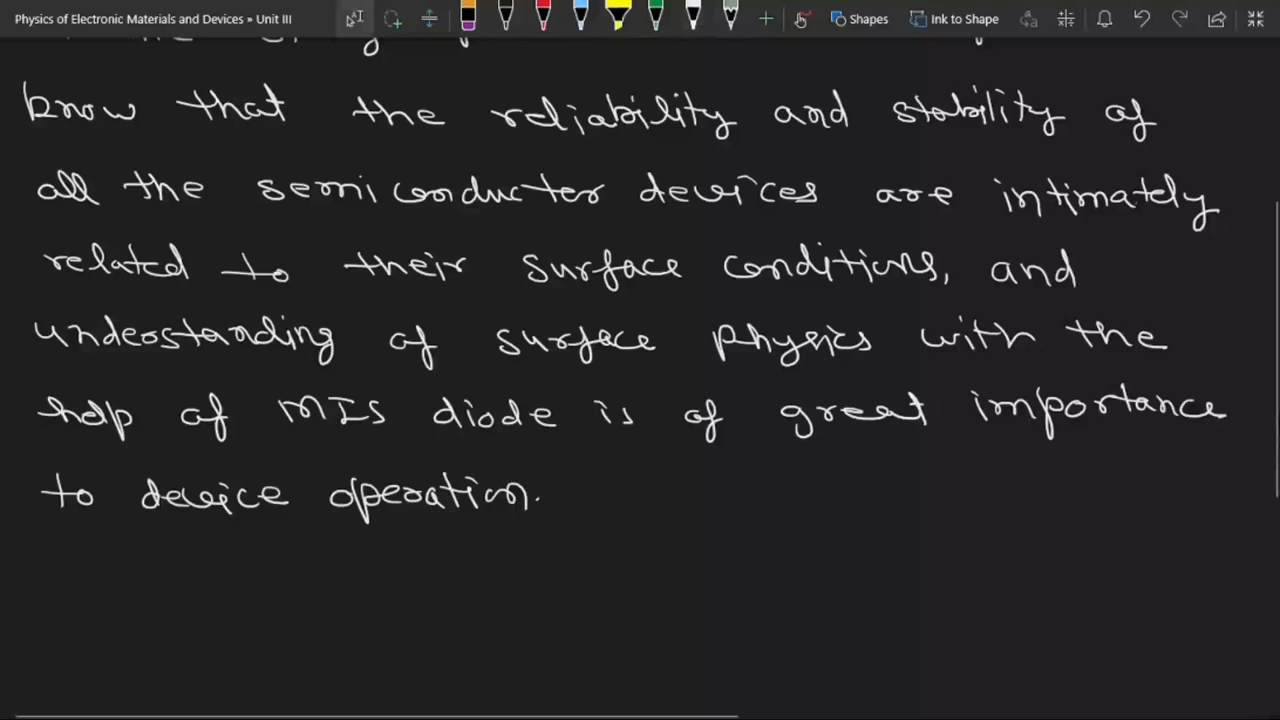 Physics of Electronic Materials and Devices » Unit III
Shapes
Ink to Shape
know that the reliability and stability of
all the semiconductor devices are intimately
related to their surface conditions, and
understanding of surface physics with the
help of MIS diode is of great importance
to device operation.